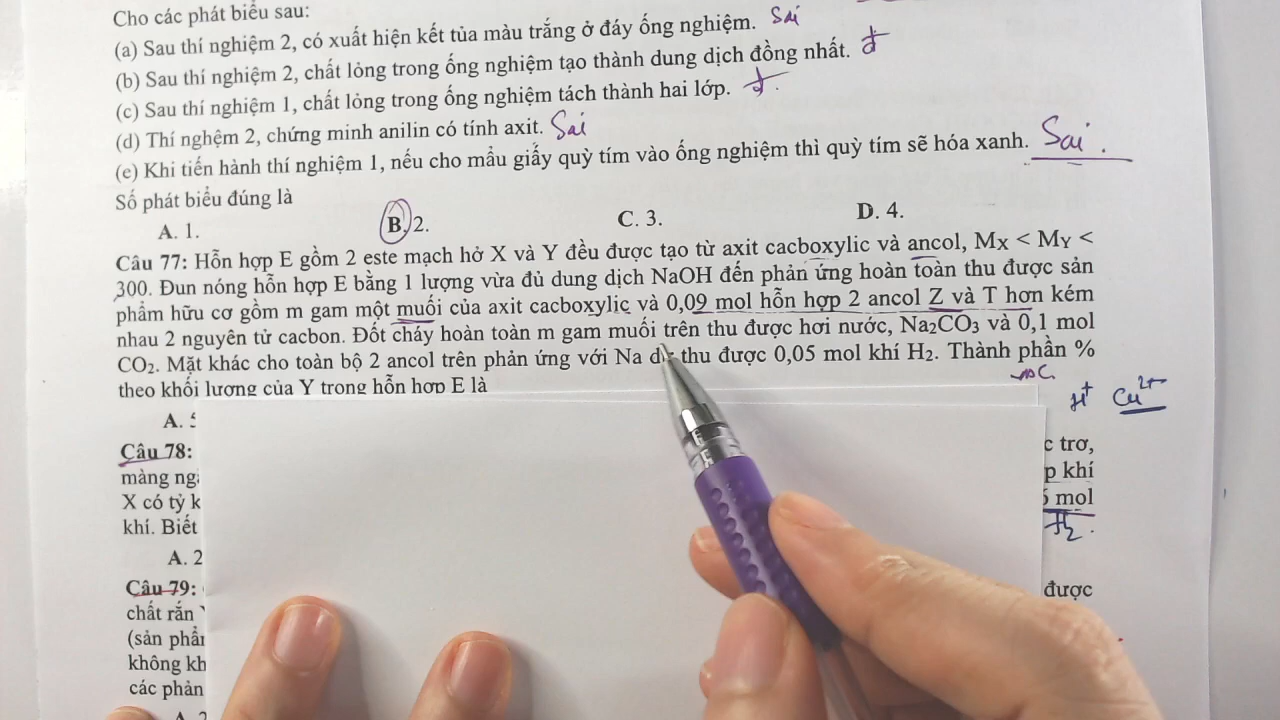 Cho các phát biểu sau:
(a) Sau thí nghiệm 2, có xuất hiện kết tủa màu trắng ở đáy ống nghiệm. Sai
(b) Sau thí nghiệm 2, chất lỏng trong ống nghiệm tạo thành dung dịch đồng nhất. đ
(c) Sau thí nghiệm 1, chất lỏng trong ống nghiệm tách thành hai lớp. đ.
(d) Thí nghệm 2, chứng minh anilin có tính axit. Sai
(e) Khi tiến hành thí nghiệm 1, nếu cho mẩu giấy quỳ tím vào ống nghiệm thì quỳ tím sẽ hóa xanh. Sai.
Số phát biểu đúng là
A. 1. B. 2. C. 3. D. 4.
Câu 77: Hỗn hợp E gồm 2 este mạch hở X và Y đều được tạo từ axit cacboxylic và ancol, Mx < My <
300. Đun nóng hỗn hợp E bằng 1 lượng vừa đủ dung dịch NaOH đến phản ứng hoàn toàn thu được sản
phẩm hữu cơ gồm m gam một muối của axit cacboxylic và 0,09 mol hỗn hợp 2 ancol Z và T hơn kém
nhau 2 nguyên tử cacbon. Đốt cháy hoàn toàn m gam muối trên thu được hơi nước, Na2CO3 và 0,1 mol
CO2. Mặt khác cho toàn bộ 2 ancol trên phản ứng với Na dư thu được 0,05 mol khí H2. Thành phần %
theo khối lượng của Y trong hỗn hợp E là
H+ Cu2+
A.
Câu 78: c trơ,
màng p khí
X có tỷ mol
khí. Biết H2.
A. 2
Câu 79: được
chất rắn
(sản
không
các phản